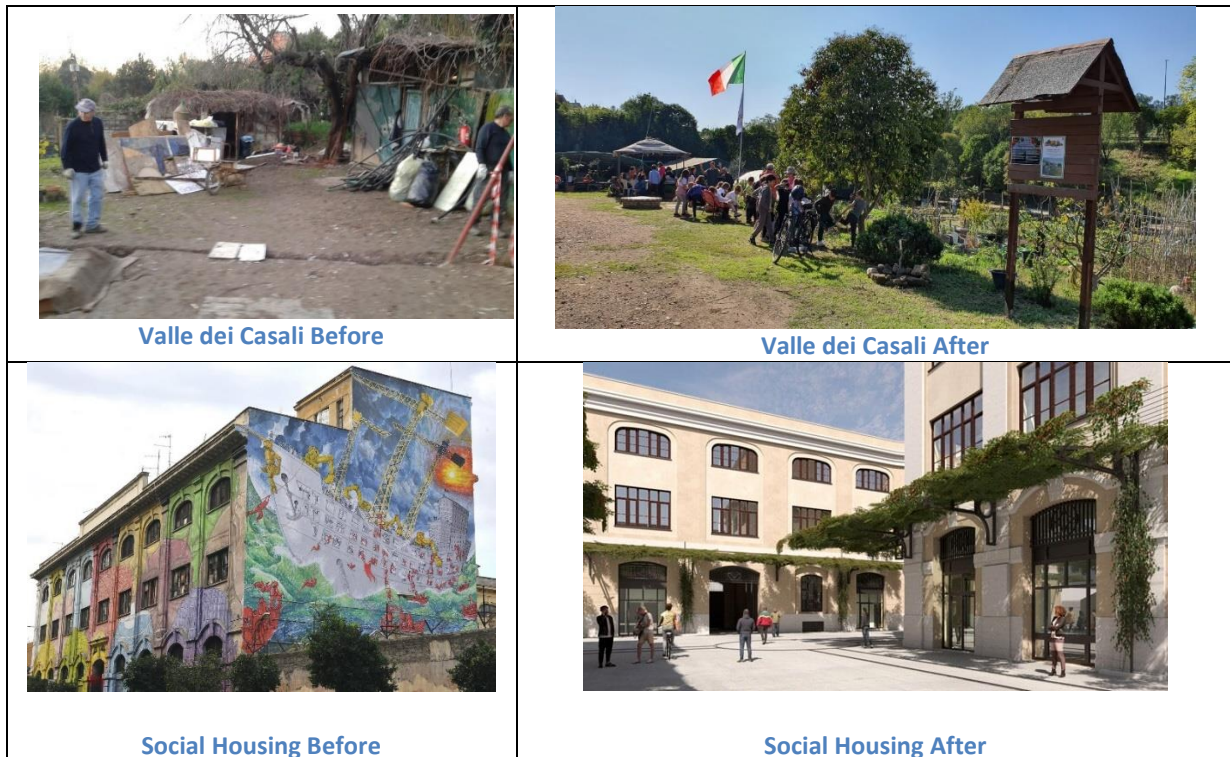 Valle dei Casali Before
Valle dei Casali After
Social Housing Before
Social Housing After